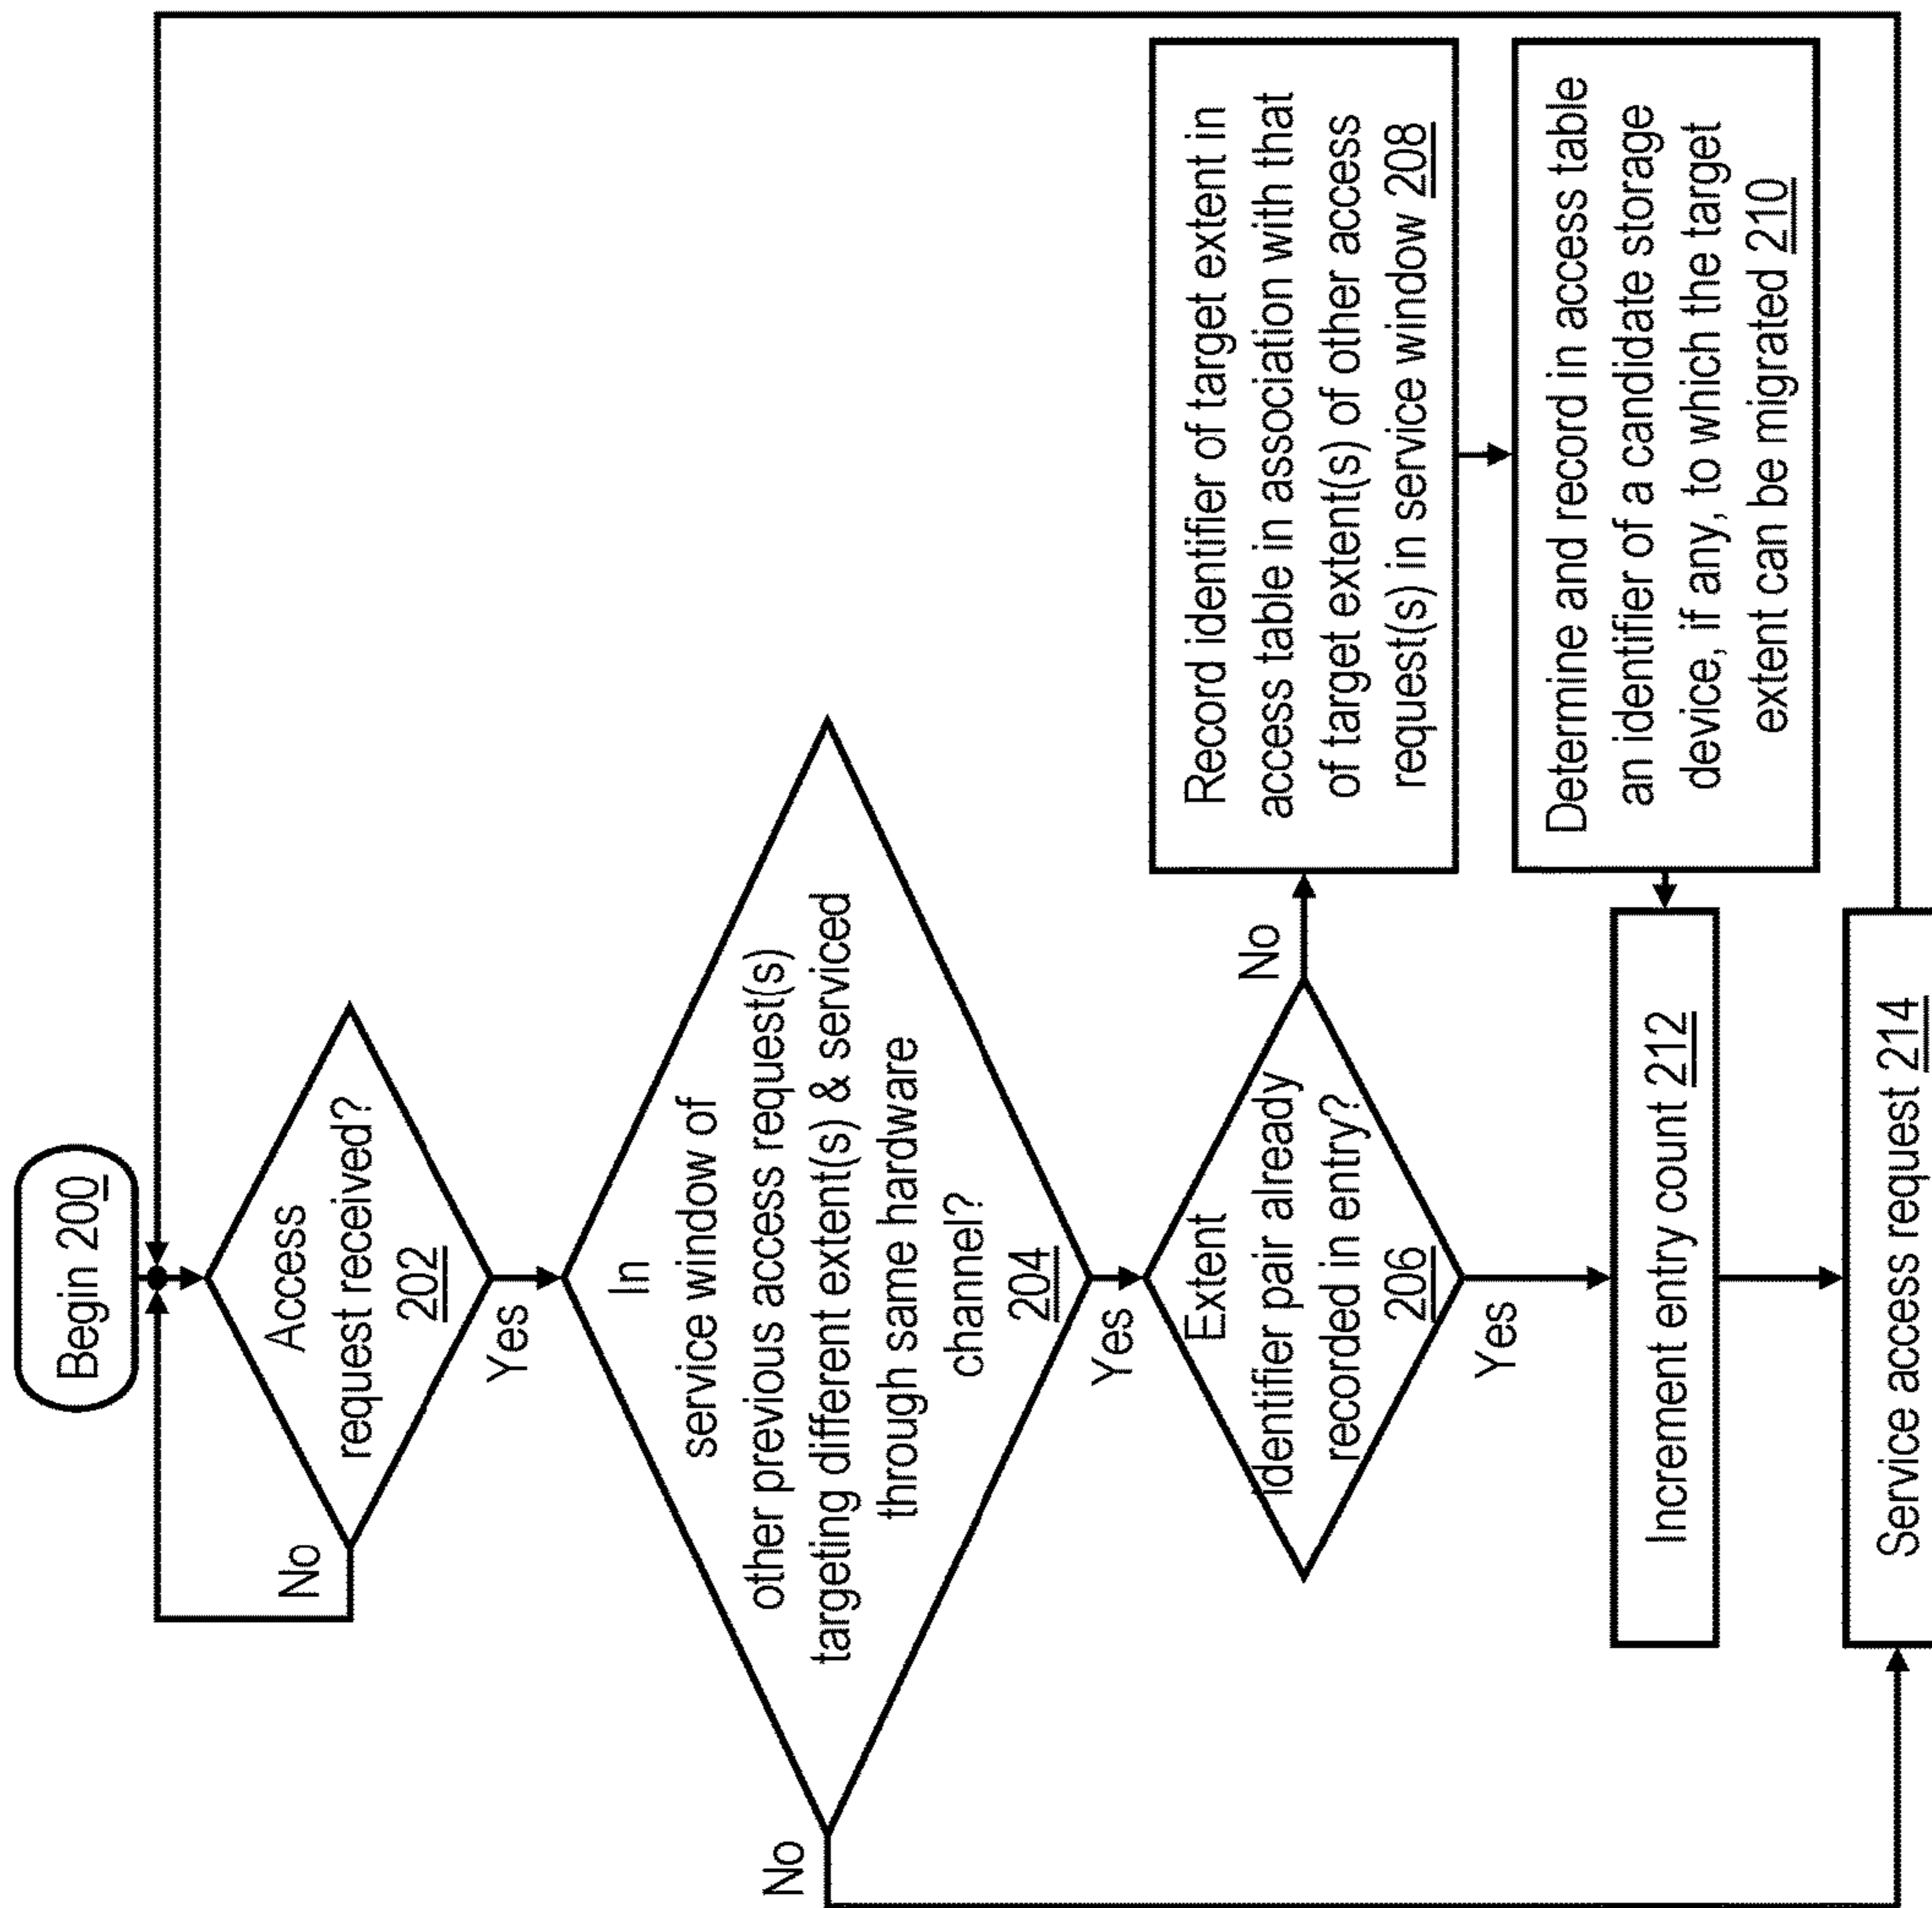 Begin 200
Access
request received?
202
No
Yes
In
service window of
other previous access request(s)
targeting different extent(s) & serviced
through same hardware
channel?
204
No
Yes
Extent
identifier pair already
recorded in entry?
206
No
Yes
Record identifier of target extent in
access table in association with that
of target extent(s) of other access
request(s) in service window 208
Determine and record in access table
an identifier of a candidate storage
device, if any, to which the target
extent can be migrated 210
Increment entry count 212
Service access request 214